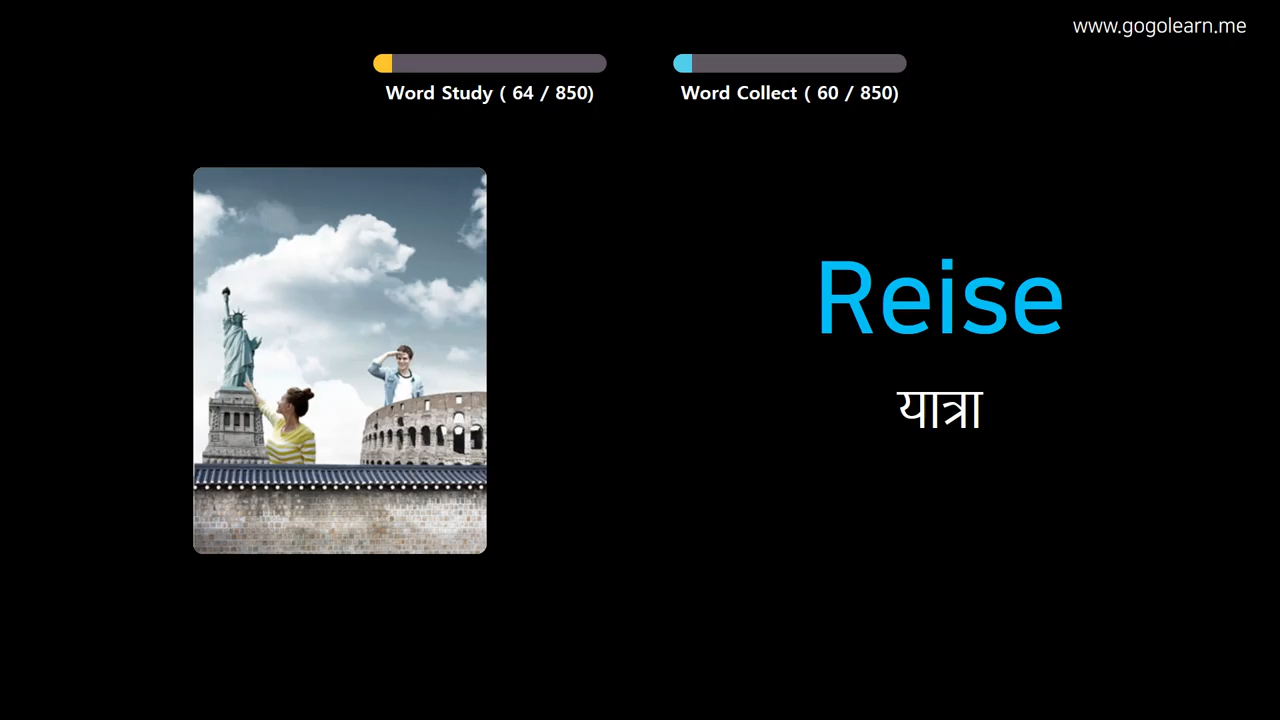 www.gogolearn.me
Word Study ( 64 / 850)
Word Collect ( 60 / 850)
Reise
यात्रा